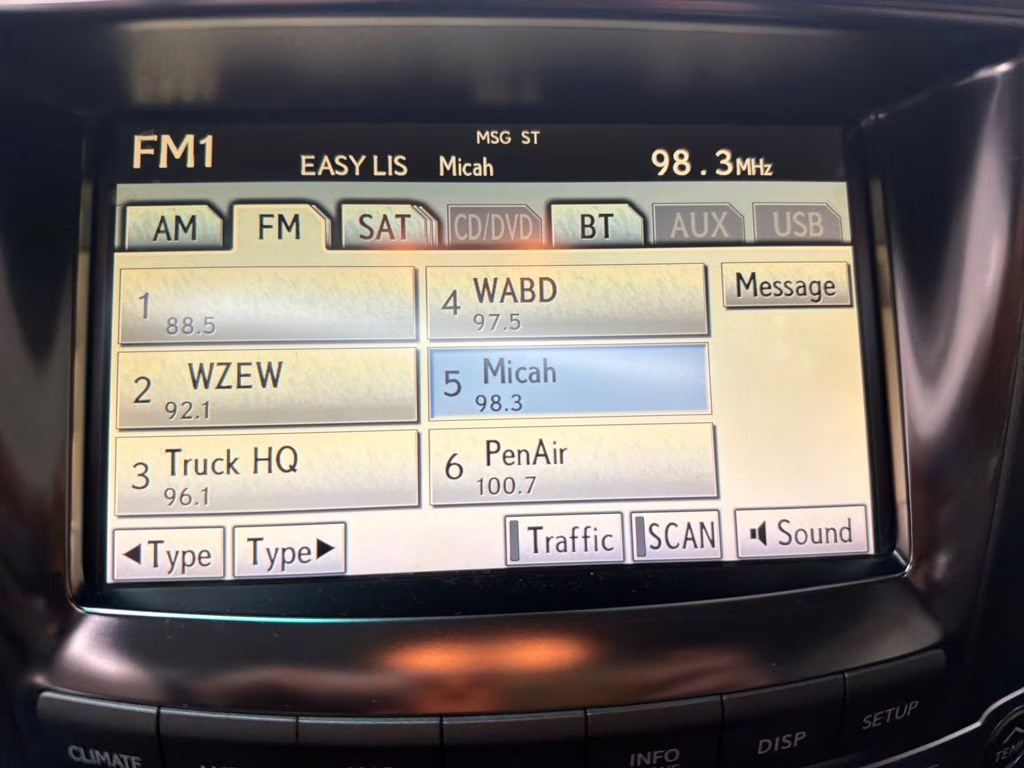 FM1
MSG ST
EASY LIS Micah 98.3MHz
AM FM SAT CD/DVD BT AUX USB
1
88.5
4 WABD
97.5
Message
2 WZEW
92.1
5 Micah
98.3
3 Truck HQ
96.1
6 PenAir
100.7
◀Type Type▶ Traffic SCAN Sound
CLIMATE INFO DISP SETUP